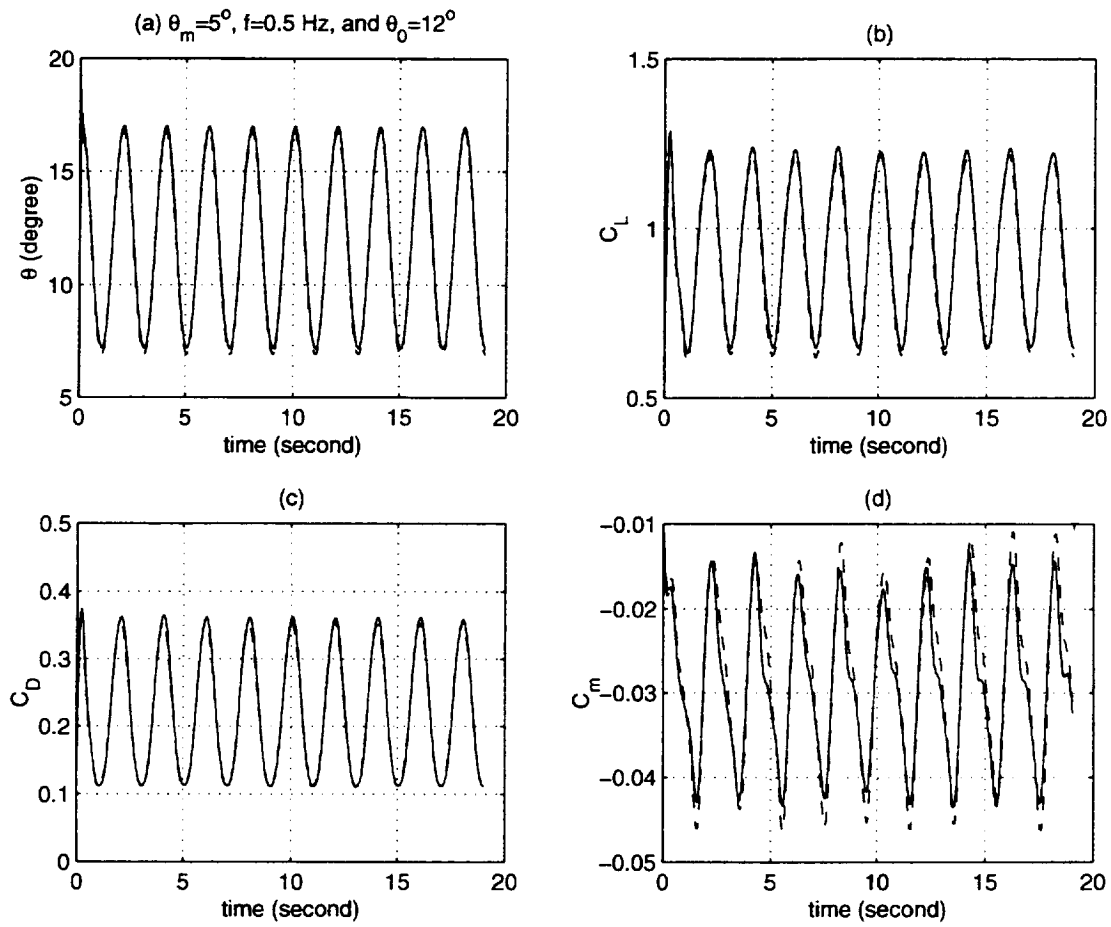 (a) θm=5°, f=0.5 Hz, and θ0=12°
20
15
10
5
θ (degree)
0 5 10 15 20
time (second)
(b)
1.5
1
0.5
CL
0 5 10 15 20
time (second)
(c)
0.5
0.4
0.3
0.2
0.1
0
CD
0 5 10 15 20
time (second)
(d)
−0.01
−0.02
−0.03
−0.04
−0.05
Cm
0 5 10 15 20
time (second)